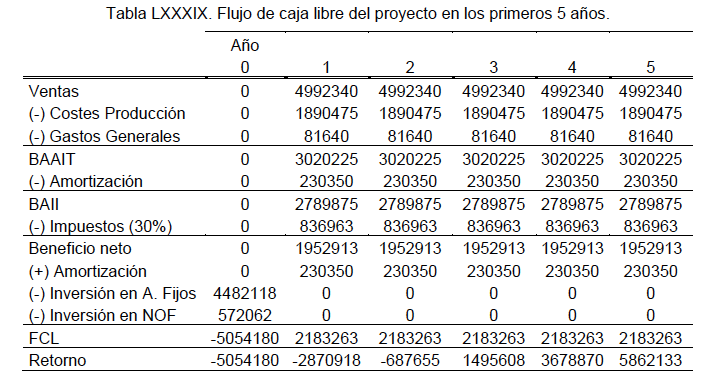 Tabla LXXXIX. Flujo de caja libre del proyecto en los primeros 5 años.
Año
0 1 2 3 4 5
Ventas 0 4992340 4992340 4992340 4992340 4992340
(-) Costes Producción 0 1890475 1890475 1890475 1890475 1890475
(-) Gastos Generales 0 81640 81640 81640 81640 81640
BAAIT 0 3020225 3020225 3020225 3020225 3020225
(-) Amortización 0 230350 230350 230350 230350 230350
BAII 0 2789875 2789875 2789875 2789875 2789875
(-) Impuestos (30%) 0 836963 836963 836963 836963 836963
Beneficio neto 0 1952913 1952913 1952913 1952913 1952913
(+) Amortización 0 230350 230350 230350 230350 230350
(-) Inversión en A. Fijos 4482118 0 0 0 0 0
(-) Inversión en NOF 572062 0 0 0 0 0
FCL -5054180 2183263 2183263 2183263 2183263 2183263
Retorno -5054180 -2870918 -687655 1495608 3678870 5862133